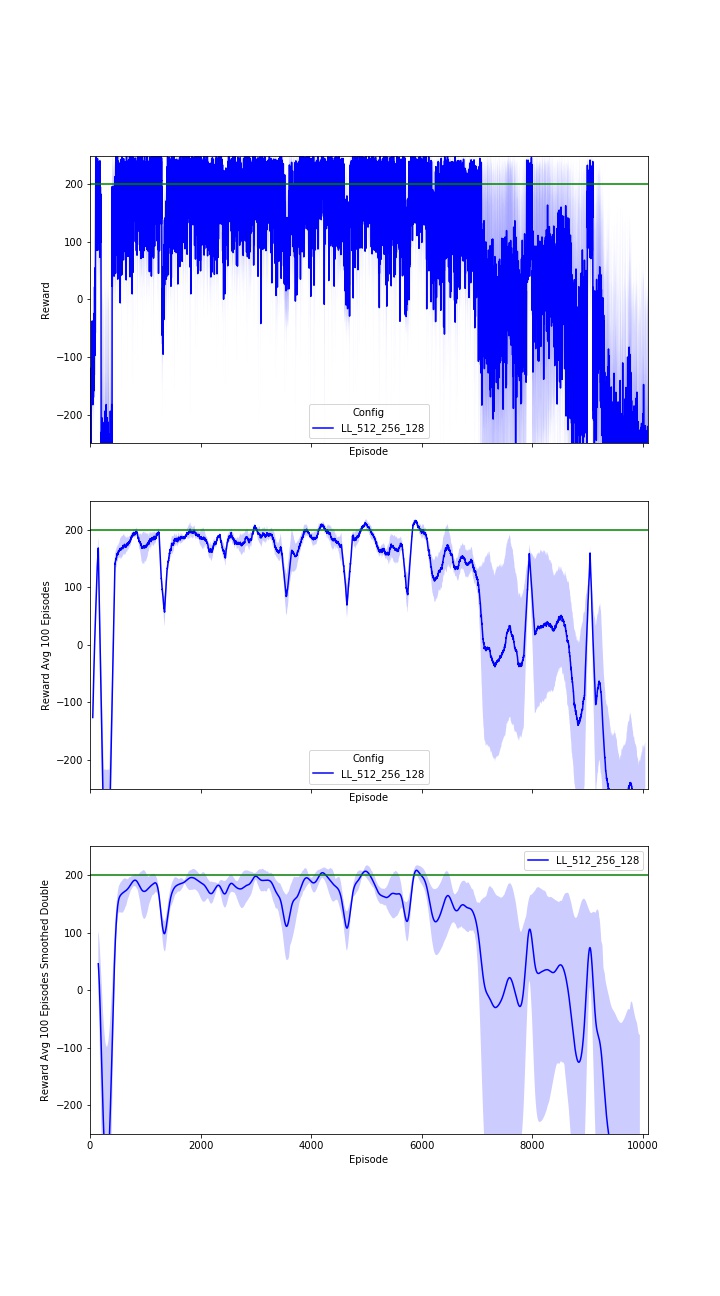 200
100
0
−100
−200
Reward
Config
LL_512_256_128
Episode
200
100
0
−100
−200
Reward Avg 100 Episodes
Config
LL_512_256_128
Episode
LL_512_256_128
200
100
0
−100
−200
Reward Avg 100 Episodes Smoothed Double
0 2000 4000 6000 8000 10000
Episode